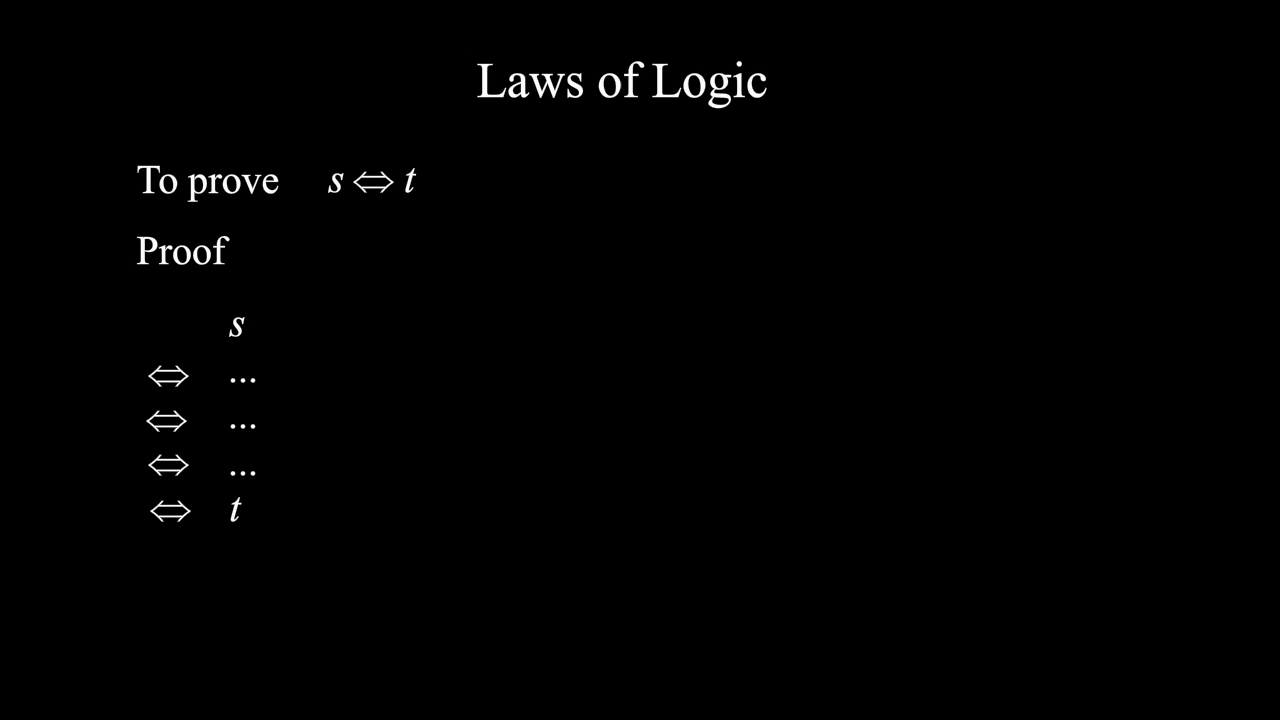 Laws of Logic
To prove s ⇔ t
Proof
s
⇔ ...
⇔ ...
⇔ ...
⇔ t